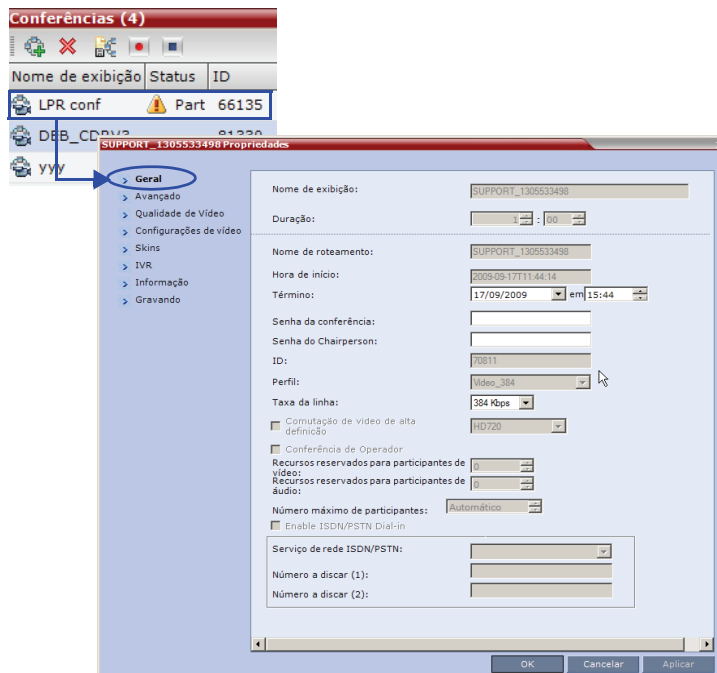 Conferências (4)
Nome de exibição Status ID
LPR conf Part 66135
DEB_CDRV3 81330
yyy
SUPPORT_1305533498 Propriedades
Geral
Avançado
Qualidade de Vídeo
Configurações de vídeo
Skins
IVR
Informação
Gravando
Nome de exibição: SUPPORT_1305533498
Duração: 1 : 00
Nome de roteamento: SUPPORT_1305533498
Hora de início: 2009-09-17T11:44:14
Término: 17/09/2009 em 15:44
Senha da conferência:
Senha do Chairperson:
ID: 70811
Perfil: Video_384
Taxa da linha: 384 Kbps
Comutação de vídeo de alta
definicão HD720
Conferência de Operador
Recursos reservados para participantes de
vídeo: 0
Recursos reservados para participantes de
áudio: 0
Número máximo de participantes: Automático
Enable ISDN/PSTN Dial-in
Serviço de rede ISDN/PSTN:
Número a discar (1):
Número a discar (2):
OK Cancelar Aplicar